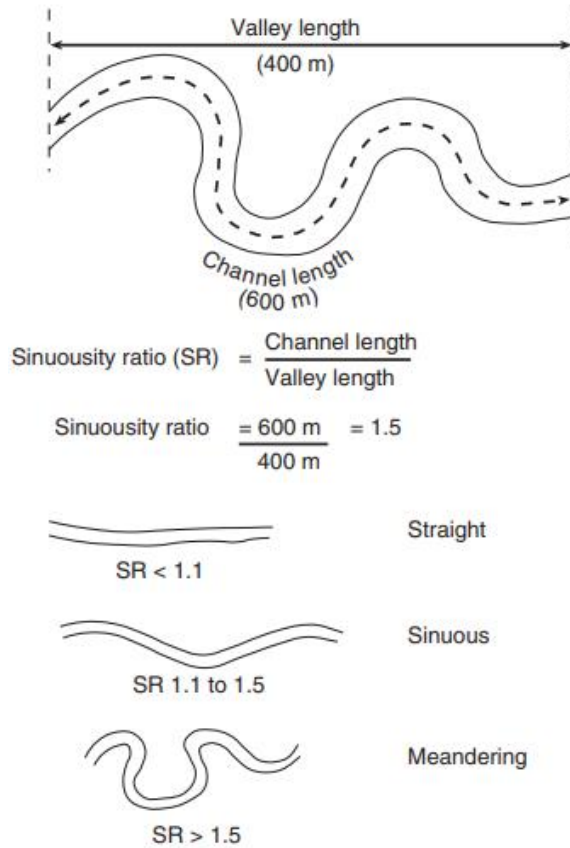 Valley length
(400 m)
Channel length
(600 m)
Sinuousity ratio (SR) = Channel length
Valley length
Sinuousity ratio = 600 m = 1.5
400 m
Straight
SR < 1.1
Sinuous
SR 1.1 to 1.5
Meandering
SR > 1.5